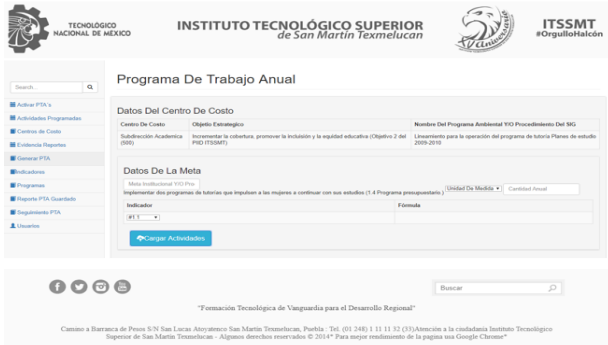 TECNOLÓGICO
NACIONAL DE MÉXICO
INSTITUTO TECNOLÓGICO SUPERIOR
de San Martín Texmelucan
XV Aniversario
ITSSMT
#OrgulloHalcón
Search...
Activar PTA's
Actividades Programadas
Centros de Costo
Evidencia Reportes
Generar PTA
Indicadores
Programas
Reporte PTA Guardado
Seguimiento PTA
Usuarios
Programa De Trabajo Anual
Datos Del Centro De Costo
Centro De Costo Objetivo Estrategico Nombre Del Programa Ambiental Y/O Procedimiento Del SIG
Subdirección Academica (500) Incrementar la cobertura, promover la inclusión y la equidad educativa (Objetivo 2 del PIID ITSSMT) Lineamiento para la operación del programa de tutoría Planes de estudio 2009-2010
Datos De La Meta
Meta Institucional Y/O Pro
Implementar dos programas de tutorías que impulsen a las mujeres a continuar con sus estudios.(1.4 Programa presupuestario.) Unidad De Medida Cantidad Anual
Indicador Fórmula
#1.1
Cargar Actividades
Buscar
"Formación Tecnológica de Vanguardia para el Desarrollo Regional"
Camino a Barranca de Pesos S/N San Lucas Atoyatenco San Martín Texmelucan, Puebla : Tel. (01 248) 1 11 11 32 (33)Atención a la ciudadanía Instituto Tecnológico
Superior de San Martín Texmelucan - Algunos derechos reservados © 2014* Para mejor rendimiento de la pagina usa Google Chrome*